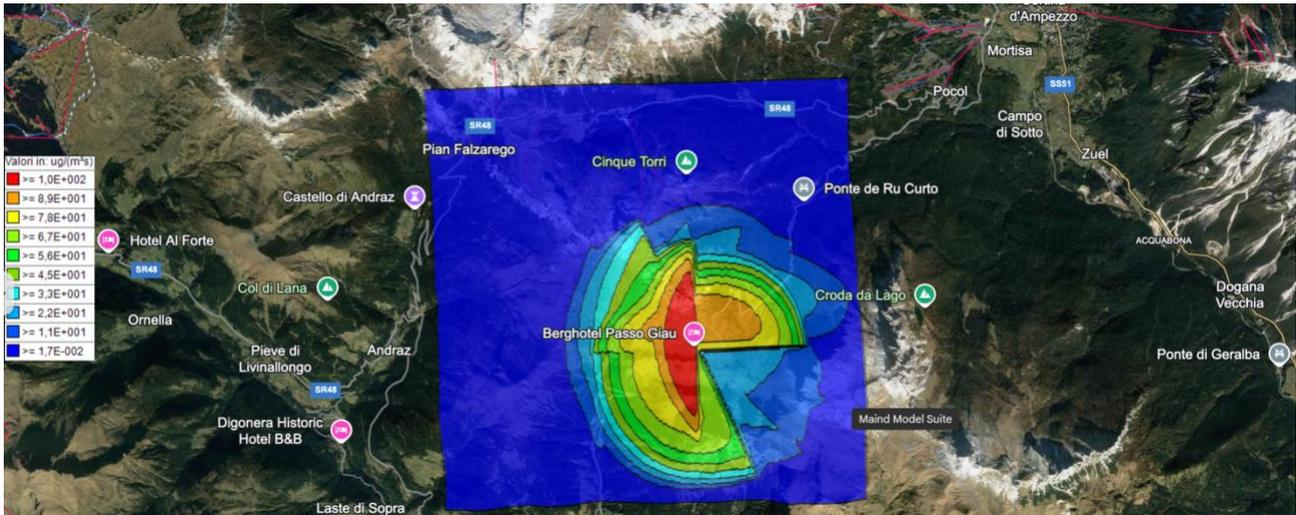 d'Ampezzo
Mortisa
SS51
Pocol
SR48
Campo
di Sotto
SR48
Pian Falzarego
Zuel
Valori in: ug/(m²s)
>= 1,0E+002
>= 8,9E+001
>= 7,8E+001
>= 6,7E+001
>= 5,6E+001
>= 4,5E+001
>= 3,3E+001
>= 2,2E+001
>= 1,1E+001
>= 1,7E-002
Cinque Torri
Castello di Andraz
Ponte de Ru Curto
Hotel Al Forte
ACQUABONA
SR48
Col di Lana
Croda da Lago
Dogana
Vecchia
Ornella
Berghotel Passo Giau
Pieve di
Livinallongo
Andraz
Ponte di Geralba
SR48
Digonera Historic
Hotel B&B
Maind Model Suite
Laste di Sopra